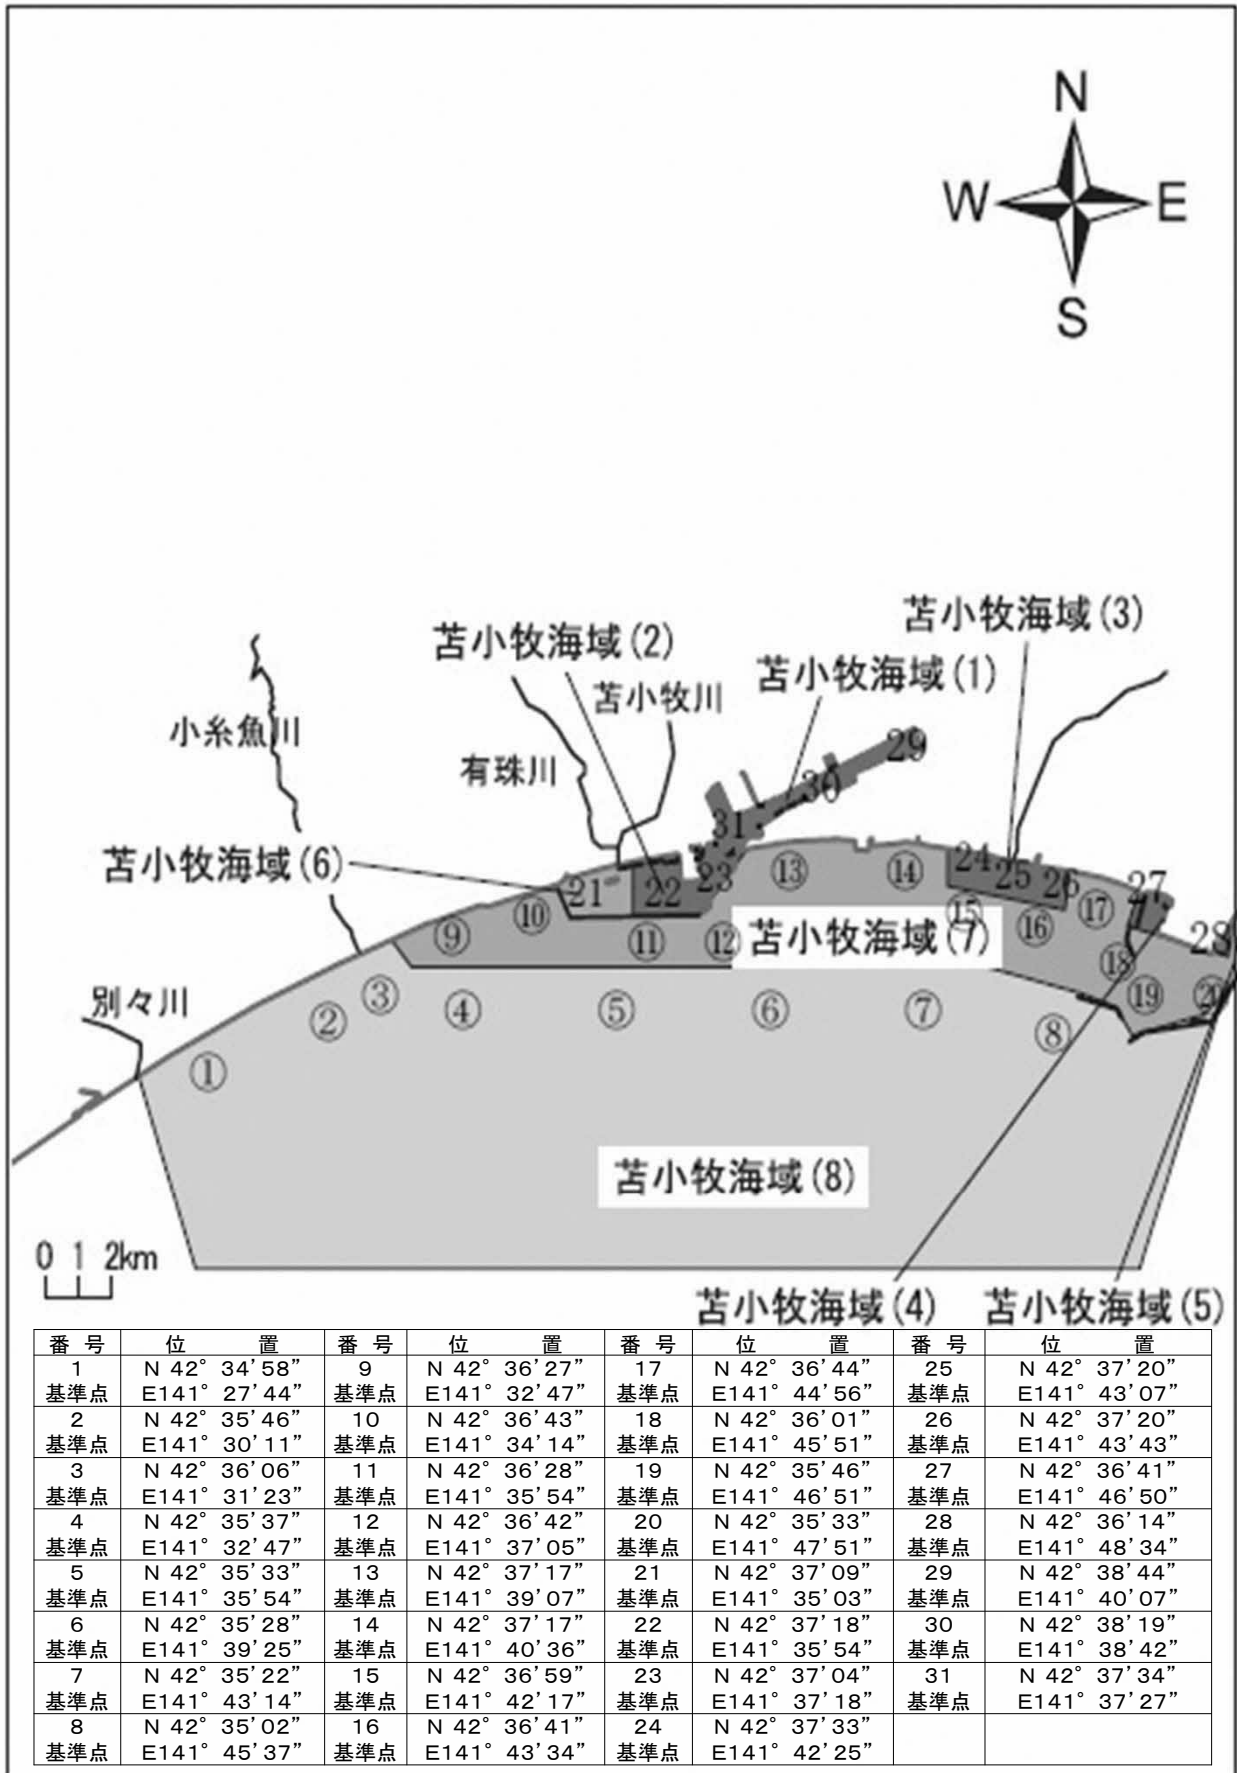 N
W E
S
苫小牧海域(3)
苫小牧海域(2)
苫小牧海域(1)
苫小牧川
小糸魚川
有珠川
29
30
31
苫小牧海域(6)
⑬ ⑭ 24 25 26 27
21 22 23
⑨ ⑩ ⑪ ⑫ 苫小牧海域(7) ⑮ ⑯ ⑰ ⑱ 28
別々川
① ② ③ ④ ⑤ ⑥ ⑦ ⑧ ⑲ ⑳
苫小牧海域(8)
0 1 2km
苫小牧海域(4) 苫小牧海域(5)
番号 位置 番号 位置 番号 位置 番号 位置
1 N 42° 34’58” 9 N 42° 36’27” 17 N 42° 36’44” 25 N 42° 37’20”
基準点 E141° 27’44” 基準点 E141° 32’47” 基準点 E141° 44’56” 基準点 E141° 43’07”
2 N 42° 35’46” 10 N 42° 36’43” 18 N 42° 36’01” 26 N 42° 37’20”
基準点 E141° 30’11” 基準点 E141° 34’14” 基準点 E141° 45’51” 基準点 E141° 43’43”
3 N 42° 36’06” 11 N 42° 36’28” 19 N 42° 35’46” 27 N 42° 36’41”
基準点 E141° 31’23” 基準点 E141° 35’54” 基準点 E141° 46’51” 基準点 E141° 46’50”
4 N 42° 35’37” 12 N 42° 36’42” 20 N 42° 35’33” 28 N 42° 36’14”
基準点 E141° 32’47” 基準点 E141° 37’05” 基準点 E141° 47’51” 基準点 E141° 48’34”
5 N 42° 35’33” 13 N 42° 37’17” 21 N 42° 37’09” 29 N 42° 38’44”
基準点 E141° 35’54” 基準点 E141° 39’07” 基準点 E141° 35’03” 基準点 E141° 40’07”
6 N 42° 35’28” 14 N 42° 37’17” 22 N 42° 37’18” 30 N 42° 38’19”
基準点 E141° 39’25” 基準点 E141° 40’36” 基準点 E141° 35’54” 基準点 E141° 38’42”
7 N 42° 35’22” 15 N 42° 36’59” 23 N 42° 37’04” 31 N 42° 37’34”
基準点 E141° 43’14” 基準点 E141° 42’17” 基準点 E141° 37’18” 基準点 E141° 37’27”
8 N 42° 35’02” 16 N 42° 36’41” 24 N 42° 37’33”
基準点 E141° 45’37” 基準点 E141° 43’34” 基準点 E141° 42’25”